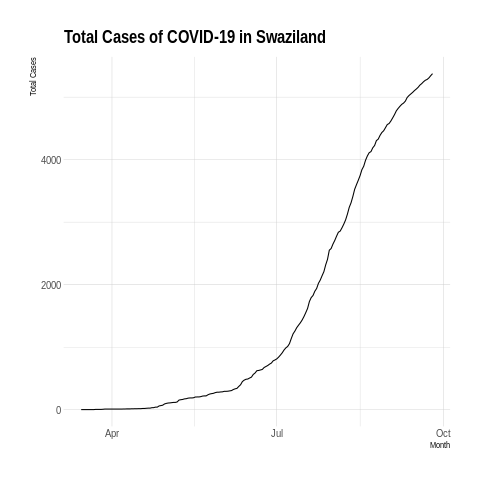 Total Cases of COVID-19 in Swaziland
Total Cases
4000
2000
0
Apr
Jul
Oct
Month